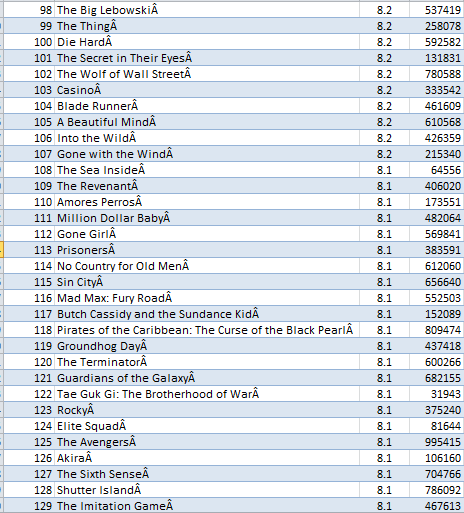 98 The Big LebowskiÂ 8.2 537419
99 The ThingÂ 8.2 258078
100 Die HardÂ 8.2 592582
101 The Secret in Their EyesÂ 8.2 131831
102 The Wolf of Wall StreetÂ 8.2 780588
103 CasinoÂ 8.2 333542
104 Blade RunnerÂ 8.2 461609
105 A Beautiful MindÂ 8.2 610568
106 Into the WildÂ 8.2 426359
107 Gone with the WindÂ 8.2 215340
108 The Sea InsideÂ 8.1 64556
109 The RevenantÂ 8.1 406020
110 Amores PerrosÂ 8.1 173551
111 Million Dollar BabyÂ 8.1 482064
112 Gone GirlÂ 8.1 569841
113 PrisonersÂ 8.1 383591
114 No Country for Old MenÂ 8.1 612060
115 Sin CityÂ 8.1 656640
116 Mad Max: Fury RoadÂ 8.1 552503
117 Butch Cassidy and the Sundance KidÂ 8.1 152089
118 Pirates of the Caribbean: The Curse of the Black PearlÂ 8.1 809474
119 Groundhog DayÂ 8.1 437418
120 The TerminatorÂ 8.1 600266
121 Guardians of the GalaxyÂ 8.1 682155
122 Tae Guk Gi: The Brotherhood of WarÂ 8.1 31943
123 RockyÂ 8.1 375240
124 Elite SquadÂ 8.1 81644
125 The AvengersÂ 8.1 995415
126 AkiraÂ 8.1 106160
127 The Sixth SenseÂ 8.1 704766
128 Shutter IslandÂ 8.1 786092
129 The Imitation GameÂ 8.1 467613